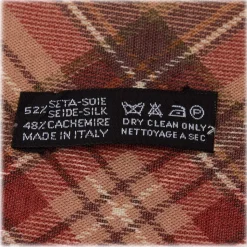 52% SETA-SOIE
SEIDE-SILK
48% CACHEMIRE
MADE IN ITALY
DRY CLEAN ONLY
NETTOYAGE A SEC